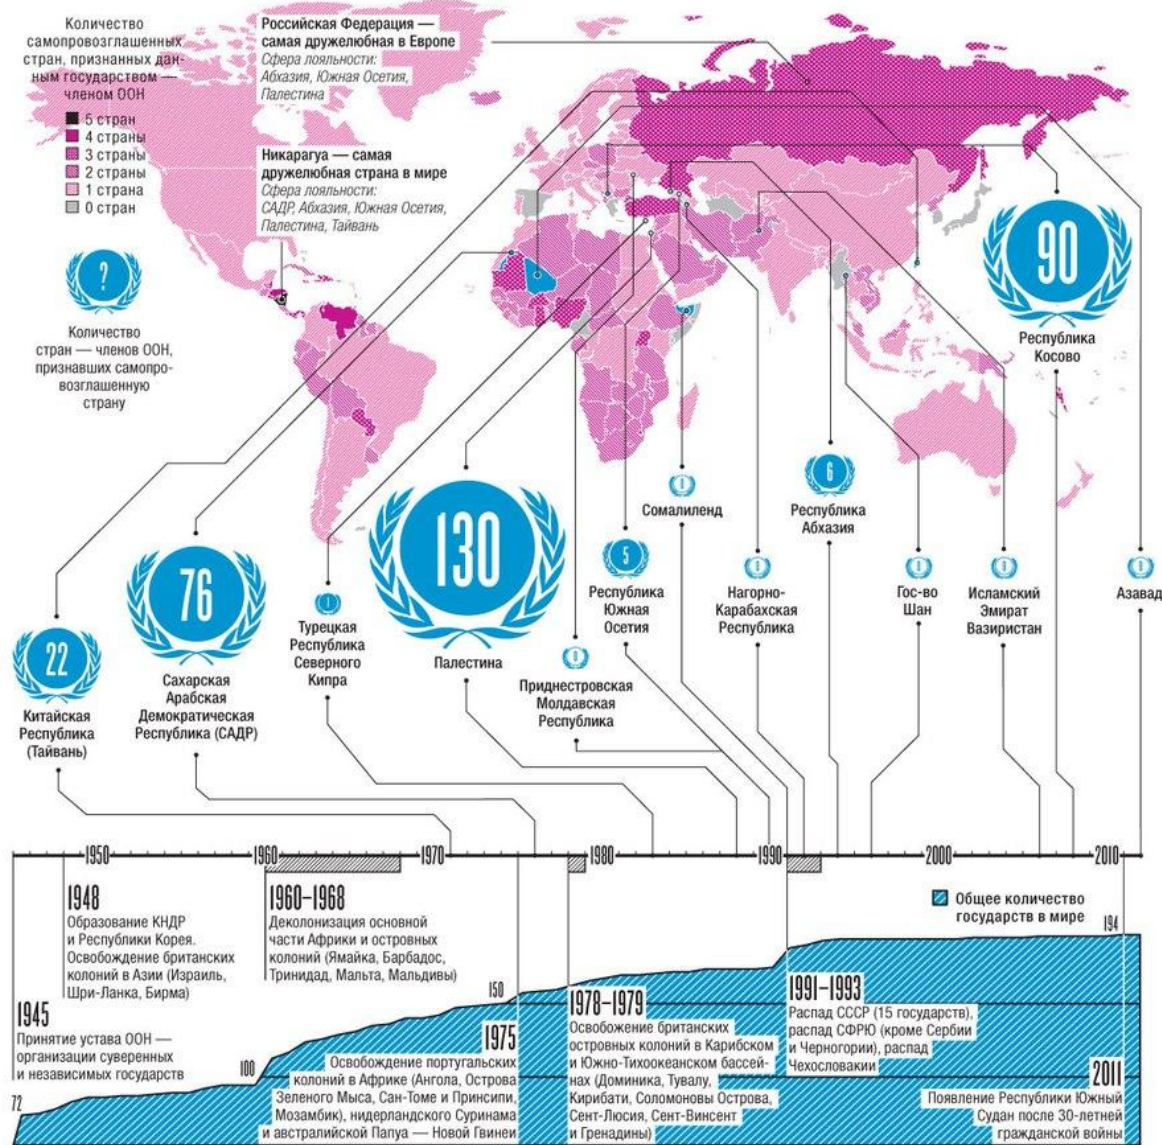 Количество
самопровозглашенных
стран, признанных дан-
ным государством —
членом ООН
5 стран
4 страны
3 страны
2 страны
1 страна
0 стран
Российская Федерация —
самая дружелюбная в Европе
Сфера лояльности:
Абхазия, Южная Осетия,
Палестина
Никарагуа — самая
дружелюбная страна в мире
Сфера лояльности:
САДР, Абхазия, Южная Осетия,
Палестина, Тайвань
?
Количество
стран — членов ООН,
признавших самопро-
возглашенную
страну
90
Республика
Косово
22
Китайская
Республика
(Тайвань)
76
Сахарская
Арабская
Демократическая
Республика (САДР)
1
Турецкая
Республика
Северного
Кипра
130
Палестина
0
Приднестровская
Молдавская
Республика
5
Республика
Южная
Осетия
0
Сомалиленд
0
Нагорно-
Карабахская
Республика
6
Республика
Абхазия
0
Гос-во
Шан
0
Исламский
Эмират
Вазиристан
0
Азавад
1950 1960 1970 1980 1990 2000 2010
1948
Образование КНДР
и Республики Корея.
Освобождение британских
колоний в Азии (Израиль,
Шри-Ланка, Бирма)
1960–1968
Деколонизация основной
части Африки и островных
колоний (Ямайка, Барбадос,
Тринидад, Мальта, Мальдивы)
Общее количество
государств в мире
194
1945
Принятие устава ООН —
организации суверенных
и независимых государств
72
100
150
1975
Освобождение португальских
колоний в Африке (Ангола, Острова
Зеленого Мыса, Сан-Томе и Принсипи,
Мозамбик), нидерландского Суринама
и австралийской Папуа — Новой Гвинеи
1978–1979
Освобожение британских
островных колоний в Карибском
и Южно-Тихоокеанском бассей-
нах (Доминика, Тувалу,
Кирибати, Соломоновы Острова,
Сент-Люсия, Сент-Винсент
и Гренадины)
1991–1993
Распад СССР (15 государств),
распад СФРЮ (кроме Сербии
и Черногории), распад
Чехословакии
2011
Появление Республики Южный
Судан после 30-летней
гражданской войны